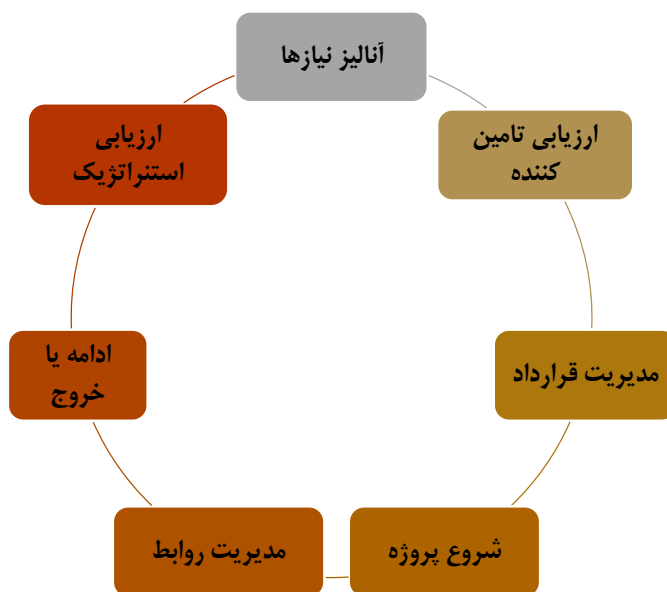 آنالیز نیازها
ارزیابی تامین
کننده
مدیریت قرارداد
شروع پروژه
مدیریت روابط
ادامه یا
خروج
ارزیابی
استنراتژیک